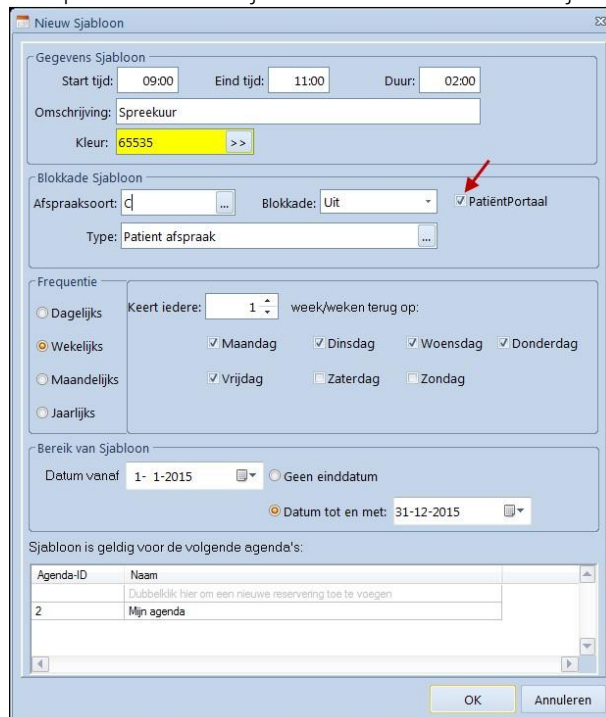 Nieuw Sjabloon
Gegevens Sjabloon
Start tijd: 09:00 Eind tijd: 11:00 Duur: 02:00
Omschrijving: Spreekuur
Kleur: 65535 >>
Blokkade Sjabloon
Afspraaksoort: C ... Blokkade: Uit PatiëntPortaal
Type: Patient afspraak ...
Frequentie
Dagelijks Keert iedere: 1 week/weken terug op:
Wekelijks Maandag Dinsdag Woensdag Donderdag
Maandelijks Vrijdag Zaterdag Zondag
Jaarlijks
Bereik van Sjabloon
Datum vanaf 1- 1-2015 Geen einddatum
Datum tot en met: 31-12-2015
Sjabloon is geldig voor de volgende agenda's:
Agenda-ID Naam
Dubbelklik hier om een nieuwe reservering toe te voegen
2 Mijn agenda
OK Annuleren